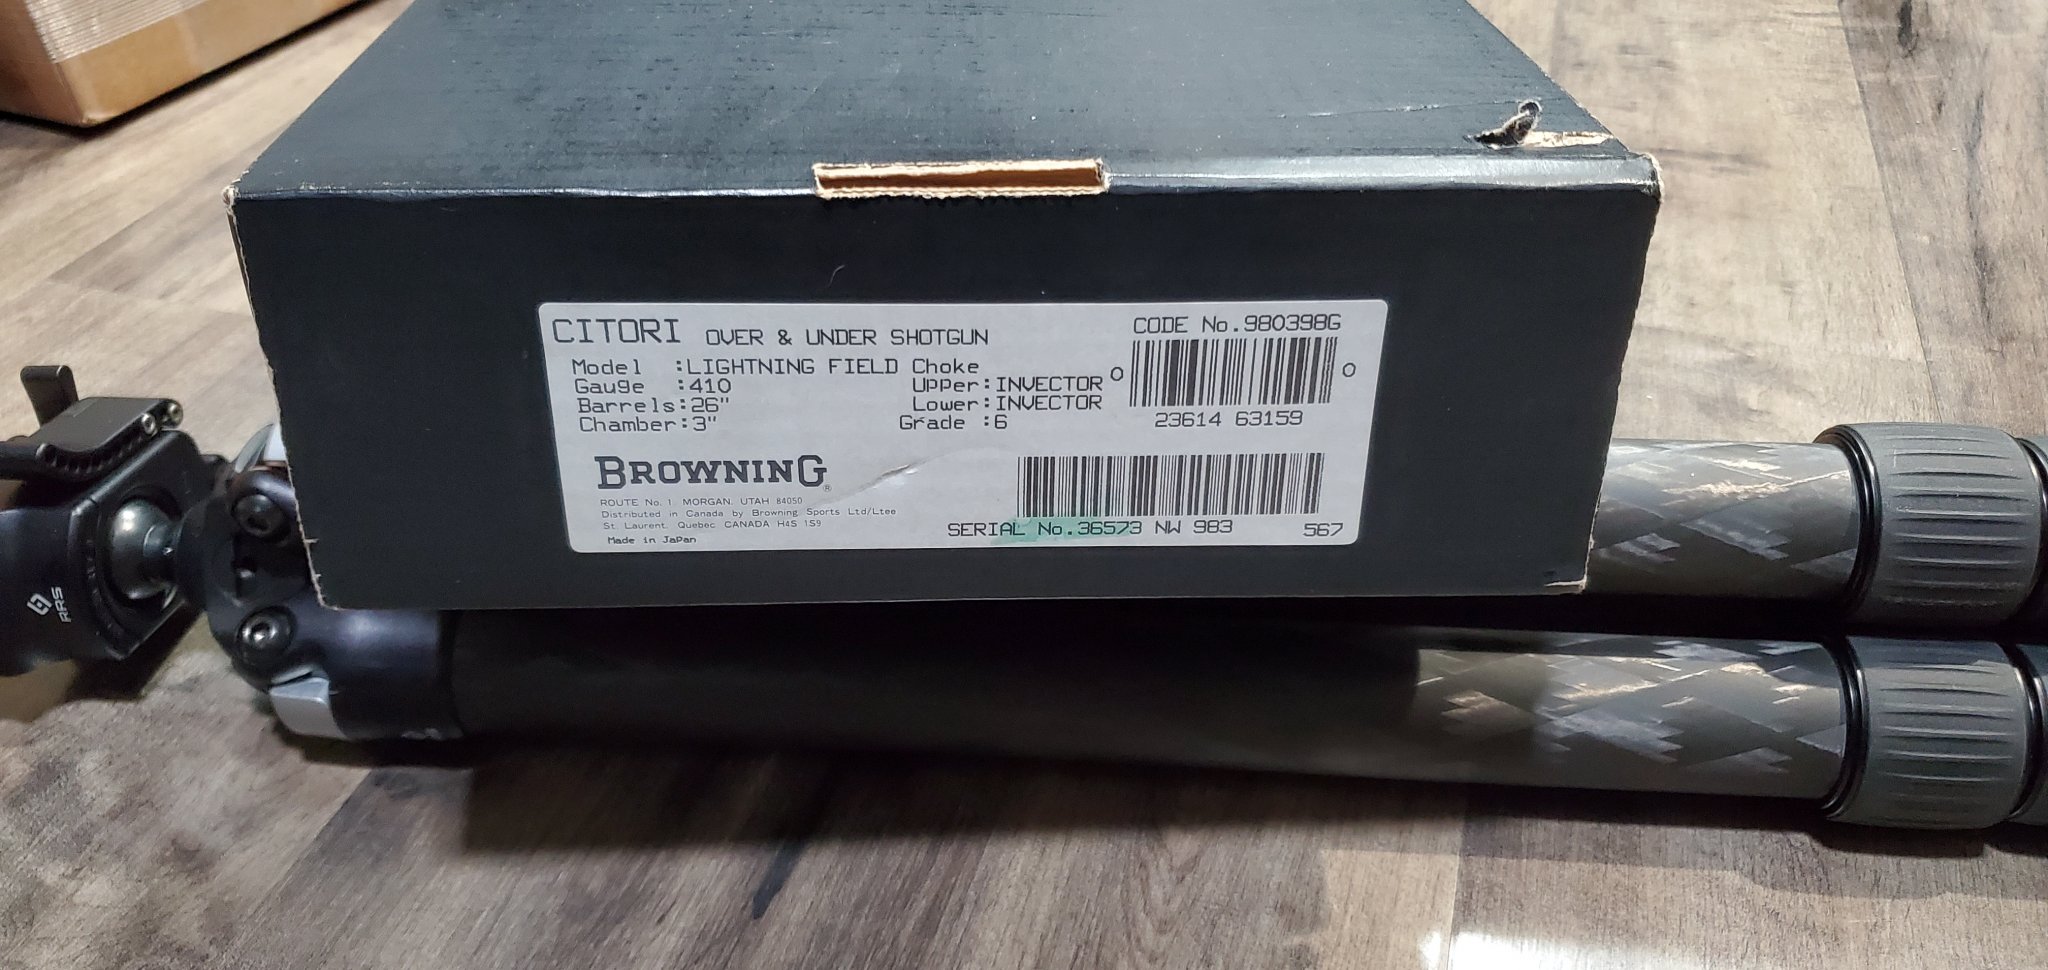 CITORI OVER & UNDER SHOTGUN
Model :LIGHTNING FIELD
Gauge :410
Barrels:26"
Chamber:3"
Choke
Upper:INVECTOR
Lower:INVECTOR
Grade :6
CODE No.980398G
0 0
23614 63159
BROWNING®
ROUTE No. 1, MORGAN, UTAH 84050
Distributed in Canada by Browning Sports Ltd/Ltee
St. Laurent, Quebec CANADA H4S 1S9
Made in Japan
SERIAL No.36573 NW 983 567
RRS